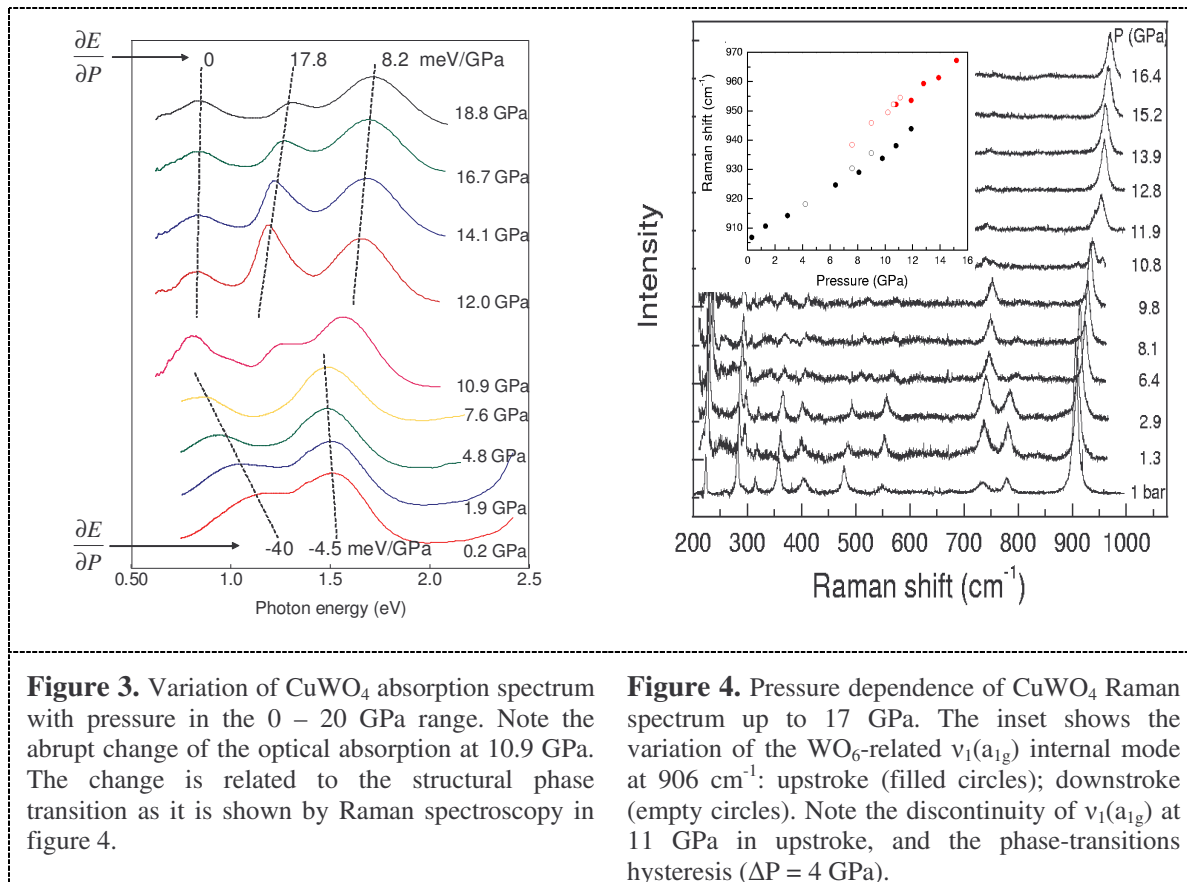 ∂E
∂P
0 17.8 8.2 meV/GPa
18.8 GPa
16.7 GPa
14.1 GPa
12.0 GPa
10.9 GPa
7.6 GPa
4.8 GPa
1.9 GPa
0.2 GPa
∂E
∂P
-40 -4.5 meV/GPa
0.50 1.0 1.5 2.0 2.5
Photon energy (eV)
P (GPa)
16.4
15.2
13.9
12.8
11.9
10.8
9.8
8.1
6.4
2.9
1.3
1 bar
970
960
950
940
930
920
910
Raman shift (cm⁻¹)
0 2 4 6 8 10 12 14 16
Pressure (GPa)
Intensity
200 300 400 500 600 700 800 900 1000
Raman shift (cm⁻¹)
Figure 3. Variation of CuWO₄ absorption spectrum
with pressure in the 0 – 20 GPa range. Note the
abrupt change of the optical absorption at 10.9 GPa.
The change is related to the structural phase
transition as it is shown by Raman spectroscopy in
figure 4.
Figure 4. Pressure dependence of CuWO₄ Raman
spectrum up to 17 GPa. The inset shows the
variation of the WO₆-related ν₁(a₁g) internal mode
at 906 cm⁻¹: upstroke (filled circles); downstroke
(empty circles). Note the discontinuity of ν₁(a₁g) at
11 GPa in upstroke, and the phase-transitions
hysteresis (ΔP = 4 GPa).